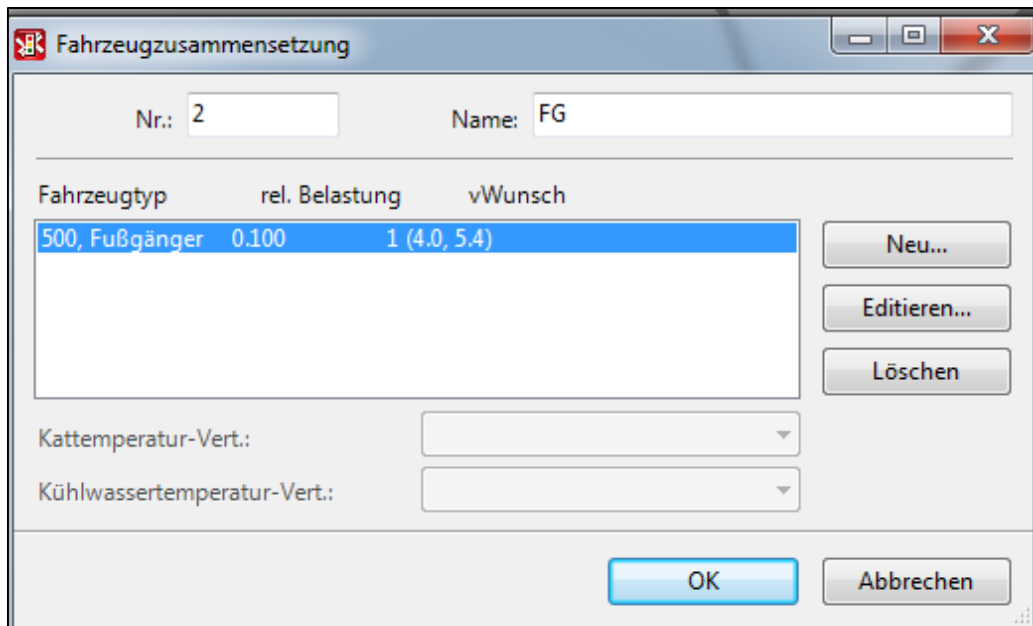 Fahrzeugzusammensetzung
Nr.: 2 Name: FG
Fahrzeugtyp rel. Belastung vWunsch
500, Fußgänger 0.100 1 (4.0, 5.4)
Neu...
Editieren...
Löschen
Kattemperatur-Vert.:
Kühlwassertemperatur-Vert.:
OK Abbrechen